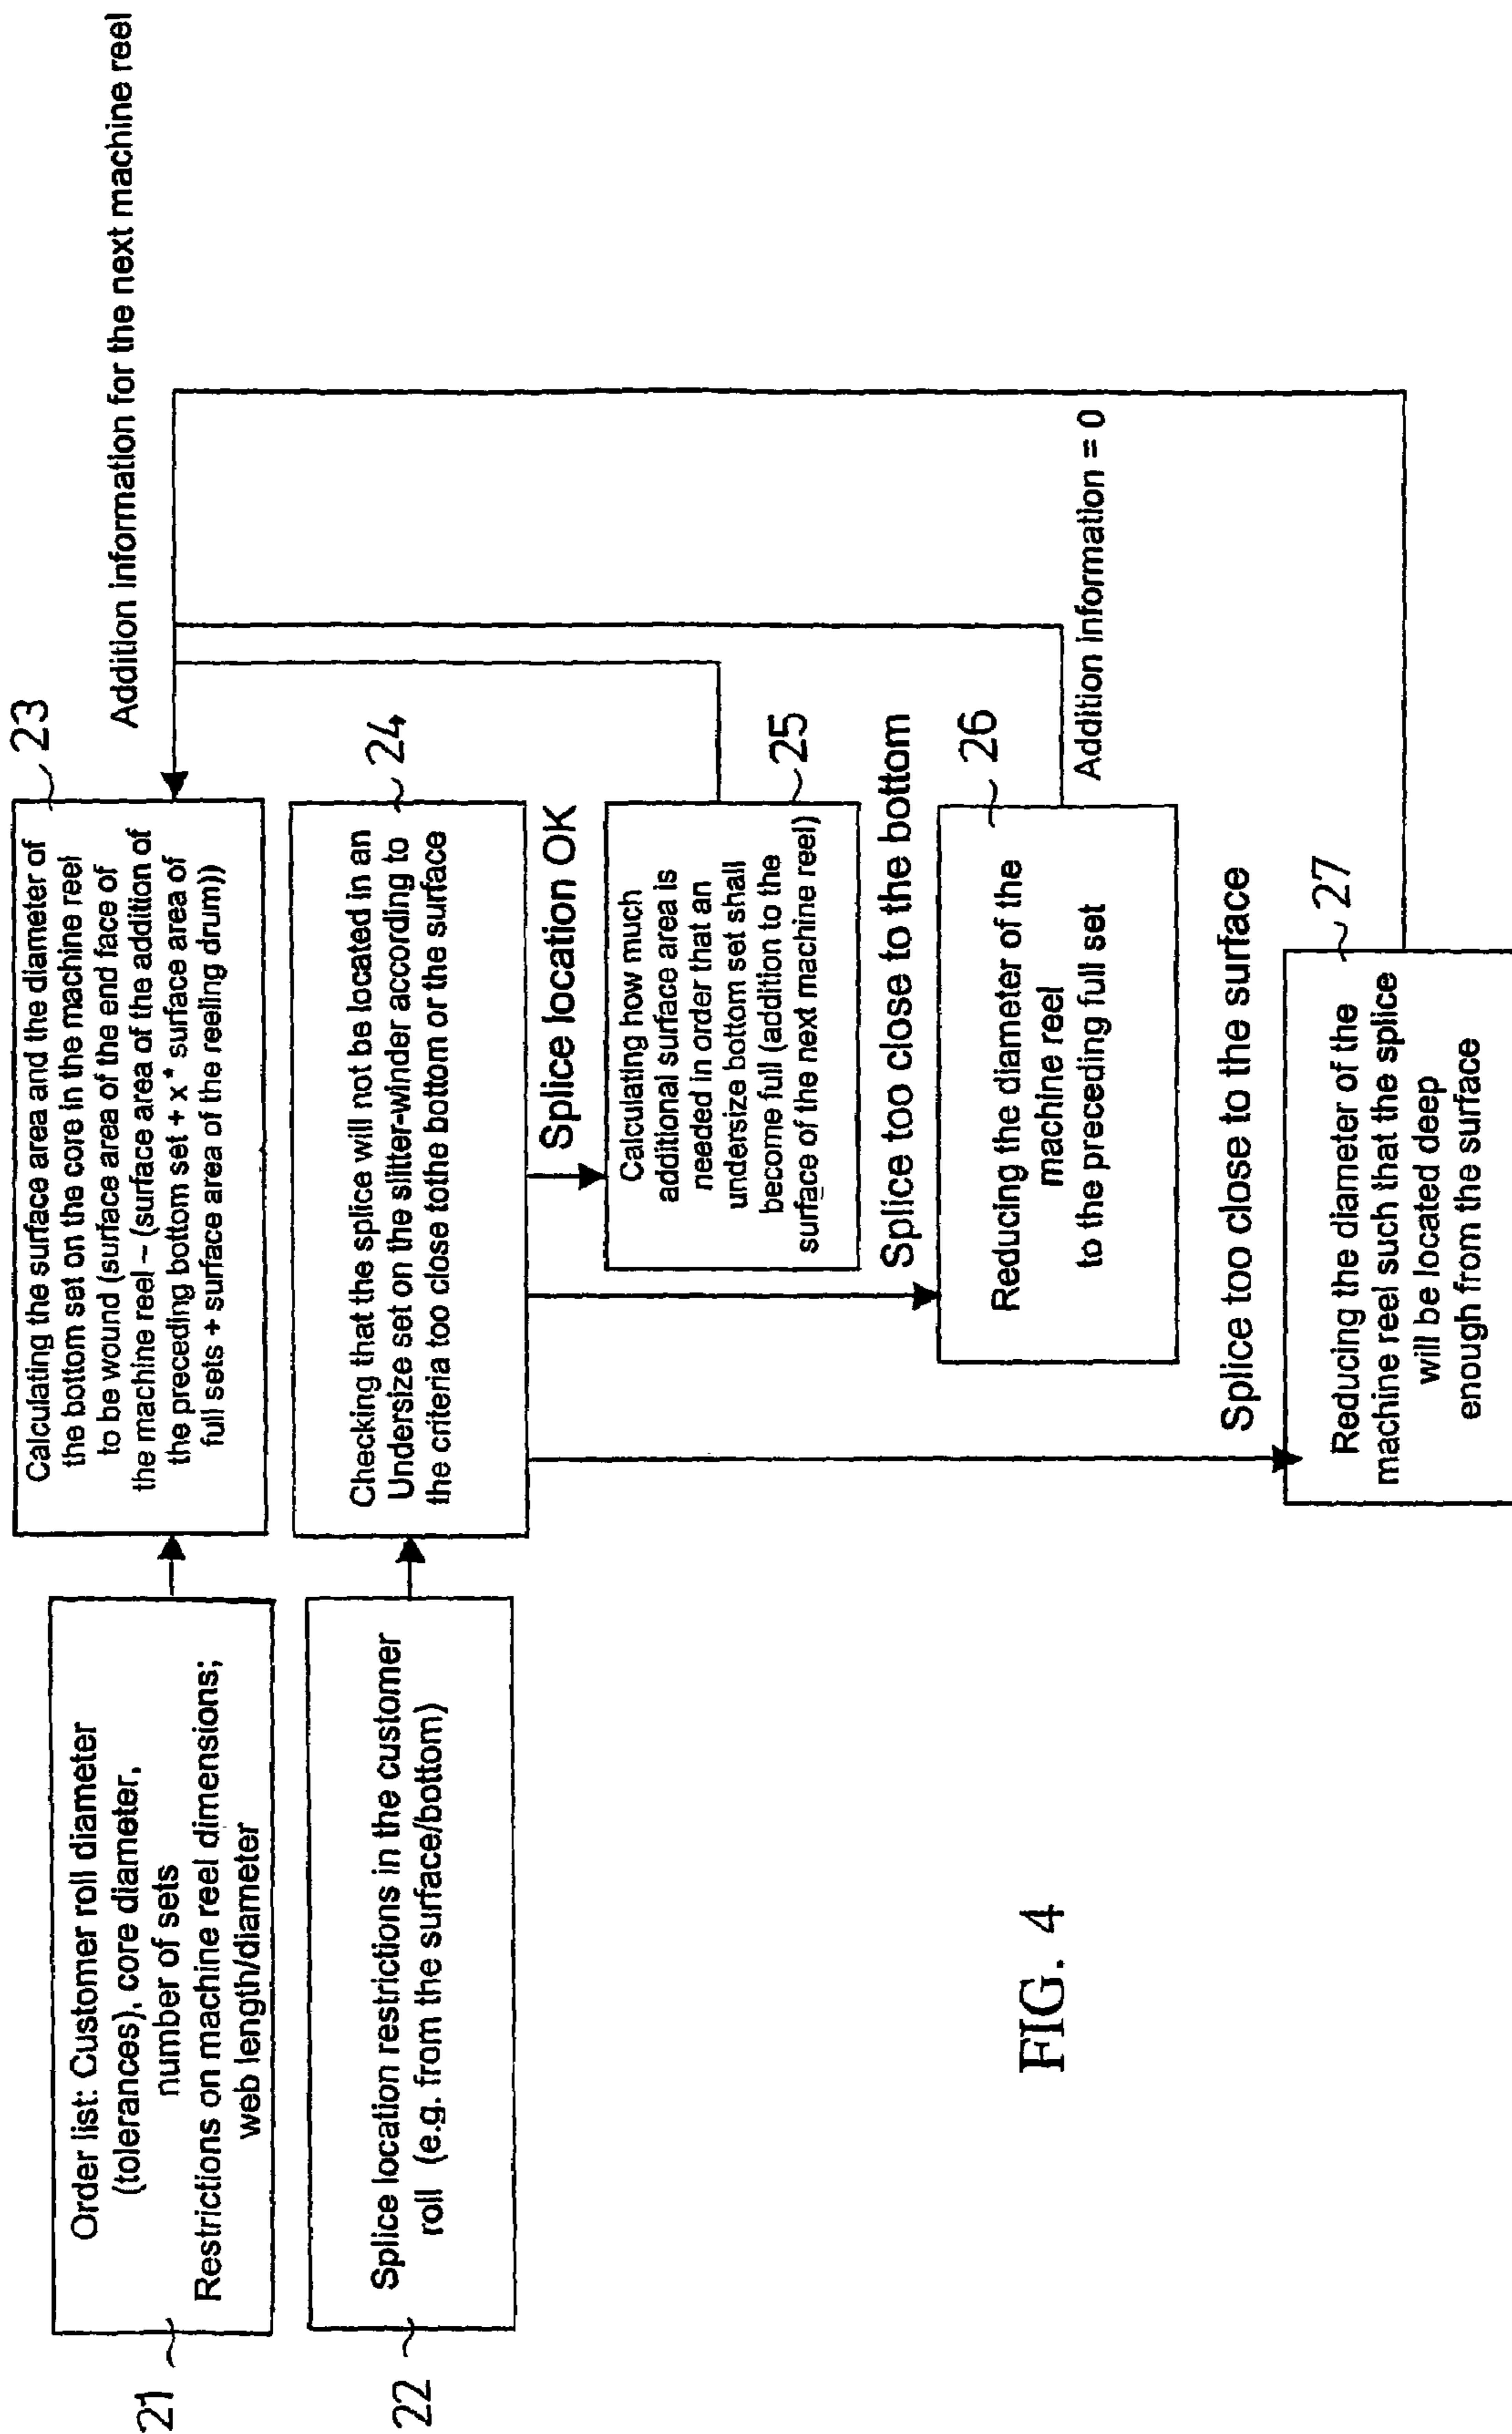 21
Order list: Customer roll diameter
(tolerances), core diameter,
number of sets
Restrictions on machine reel dimensions;
web length/diameter
22
Splice location restrictions in the customer
roll (e.g. from the surface/bottom)
23
Calculating the surface area and the diameter of
the bottom set on the core in the machine reel
to be wound (surface area of the end face of
the machine reel – (surface area of the addition of
the preceding bottom set + x * surface area of
full sets + surface area of the reeling drum))
Addition information for the next machine reel
24
Checking that the splice will not be located in an
Undersize set on the slitter-winder according to
the criteria too close tothe bottom or the surface
Splice location OK
25
Calculating how much
additional surface area is
needed in order that an
undersize bottom set shall
become full (addition to the
surface of the next machine reel)
Splice too close to the bottom
26
Reducing the diameter of the
machine reel
to the preceding full set
Addition information = 0
Splice too close to the surface
27
Reducing the diameter of the
machine reel such that the splice
will be located deep
enough from the surface
FIG. 4